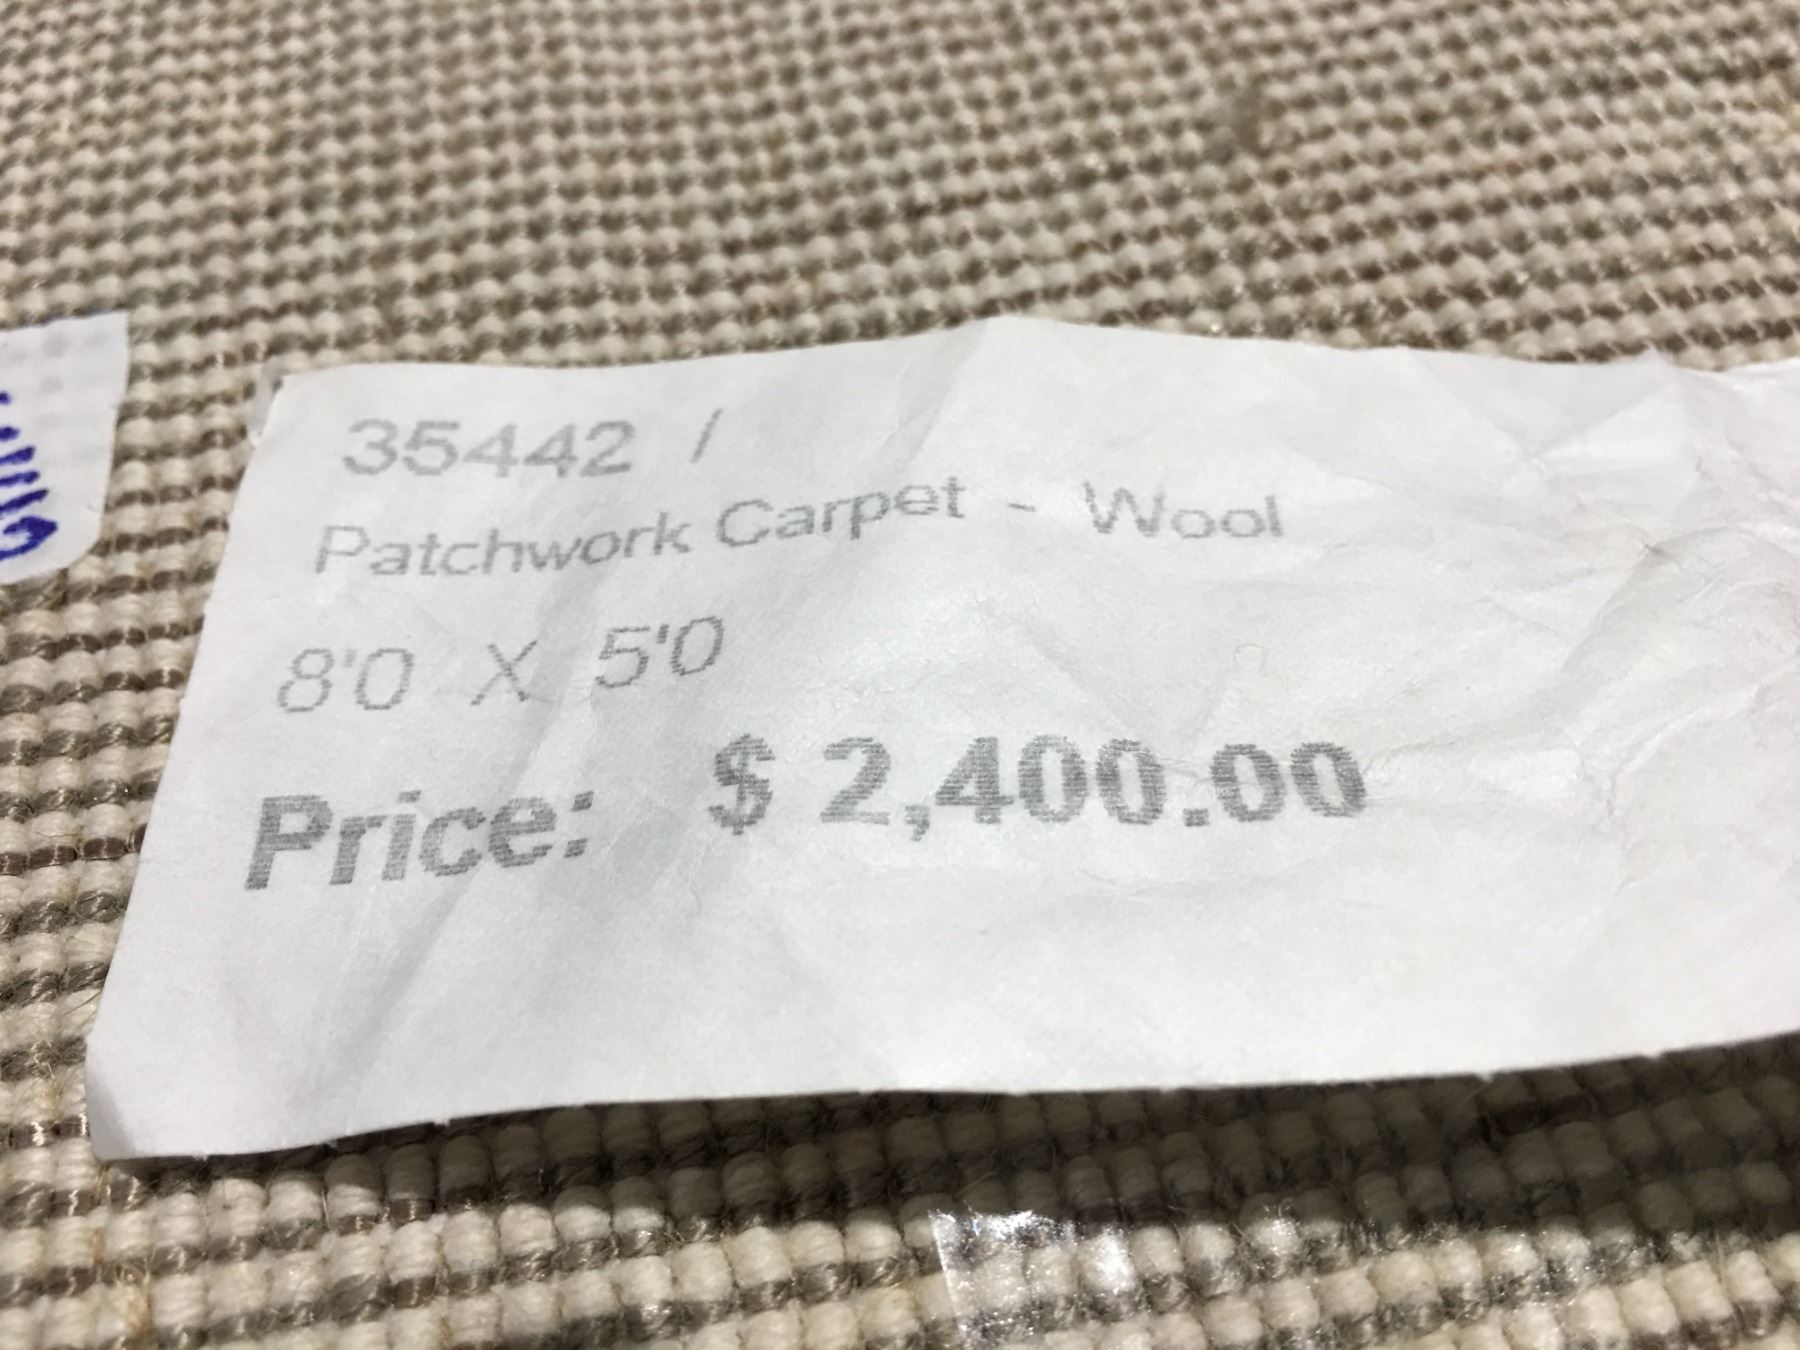 35442 /
Patchwork Carpet - Wool
8'0 X 5'0
Price: $ 2,400.00